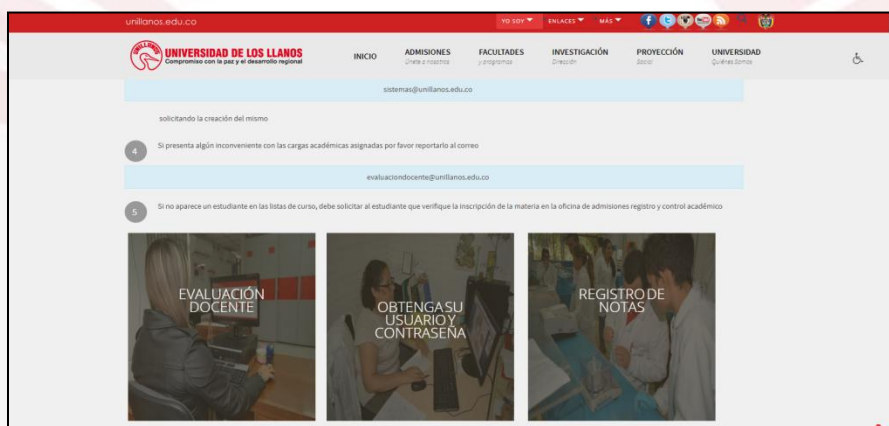 unillanos.edu.co
YO SOY ENLACES MÁS
UNIVERSIDAD DE LOS LLANOS
Compromiso con la paz y el desarrollo regional
INICIO
ADMISIONES
Únete a nosotros
FACULTADES
y programas
INVESTIGACIÓN
Dirección
PROYECCIÓN
Social
UNIVERSIDAD
Quiénes Somos
sistemas@unillanos.edu.co
solicitando la creación del mismo
4 Si presenta algún inconveniente con las cargas académicas asignadas por favor reportarlo al correo
evaluaciondocente@unillanos.edu.co
5 Si no aparece un estudiante en las listas de curso, debe solicitar al estudiante que verifique la inscripción de la materia en la oficina de admisiones registro y control académico
EVALUACIÓN
DOCENTE
OBTENGA SU
USUARIO Y
CONTRASEÑA
REGISTRO DE
NOTAS